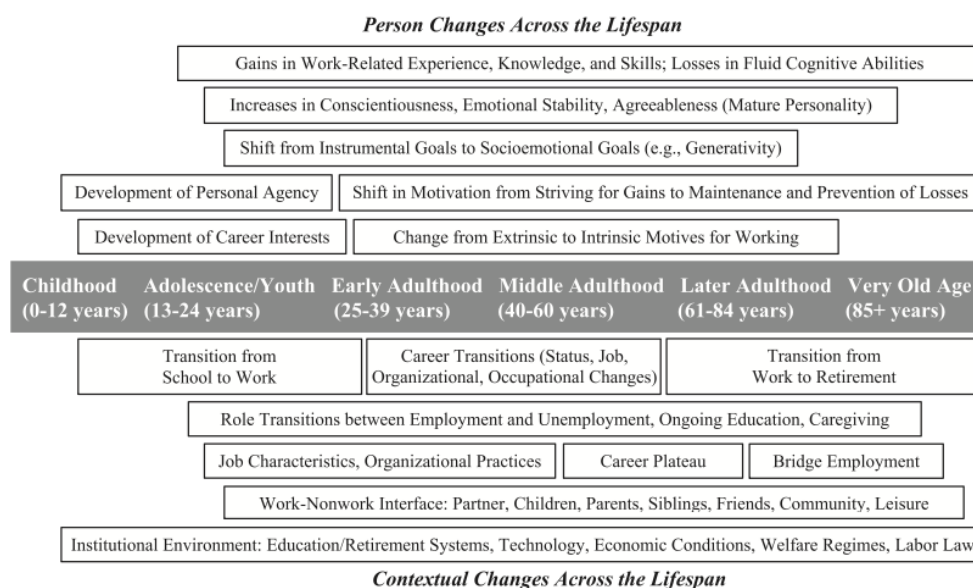 Person Changes Across the Lifespan
Gains in Work-Related Experience, Knowledge, and Skills; Losses in Fluid Cognitive Abilities
Increases in Conscientiousness, Emotional Stability, Agreeableness (Mature Personality)
Shift from Instrumental Goals to Socioemotional Goals (e.g., Generativity)
Development of Personal Agency
Shift in Motivation from Striving for Gains to Maintenance and Prevention of Losses
Development of Career Interests
Change from Extrinsic to Intrinsic Motives for Working
Childhood
(0-12 years)
Adolescence/Youth
(13-24 years)
Early Adulthood
(25-39 years)
Middle Adulthood
(40-60 years)
Later Adulthood
(61-84 years)
Very Old Age
(85+ years)
Transition from
School to Work
Career Transitions (Status, Job,
Organizational, Occupational Changes)
Transition from
Work to Retirement
Role Transitions between Employment and Unemployment, Ongoing Education, Caregiving
Job Characteristics, Organizational Practices
Career Plateau
Bridge Employment
Work-Nonwork Interface: Partner, Children, Parents, Siblings, Friends, Community, Leisure
Institutional Environment: Education/Retirement Systems, Technology, Economic Conditions, Welfare Regimes, Labor Law
Contextual Changes Across the Lifespan